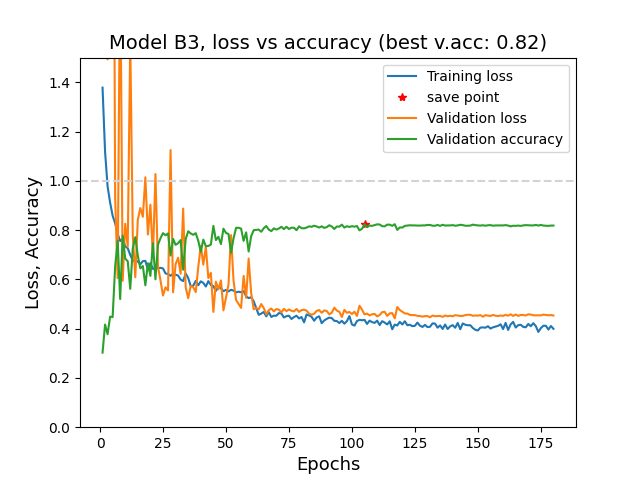 Model B3, loss vs accuracy (best v.acc: 0.82)
Training loss
save point
Validation loss
Validation accuracy
Loss, Accuracy
1.4
1.2
1.0
0.8
0.6
0.4
0.2
0.0
0 25 50 75 100 125 150 175
Epochs